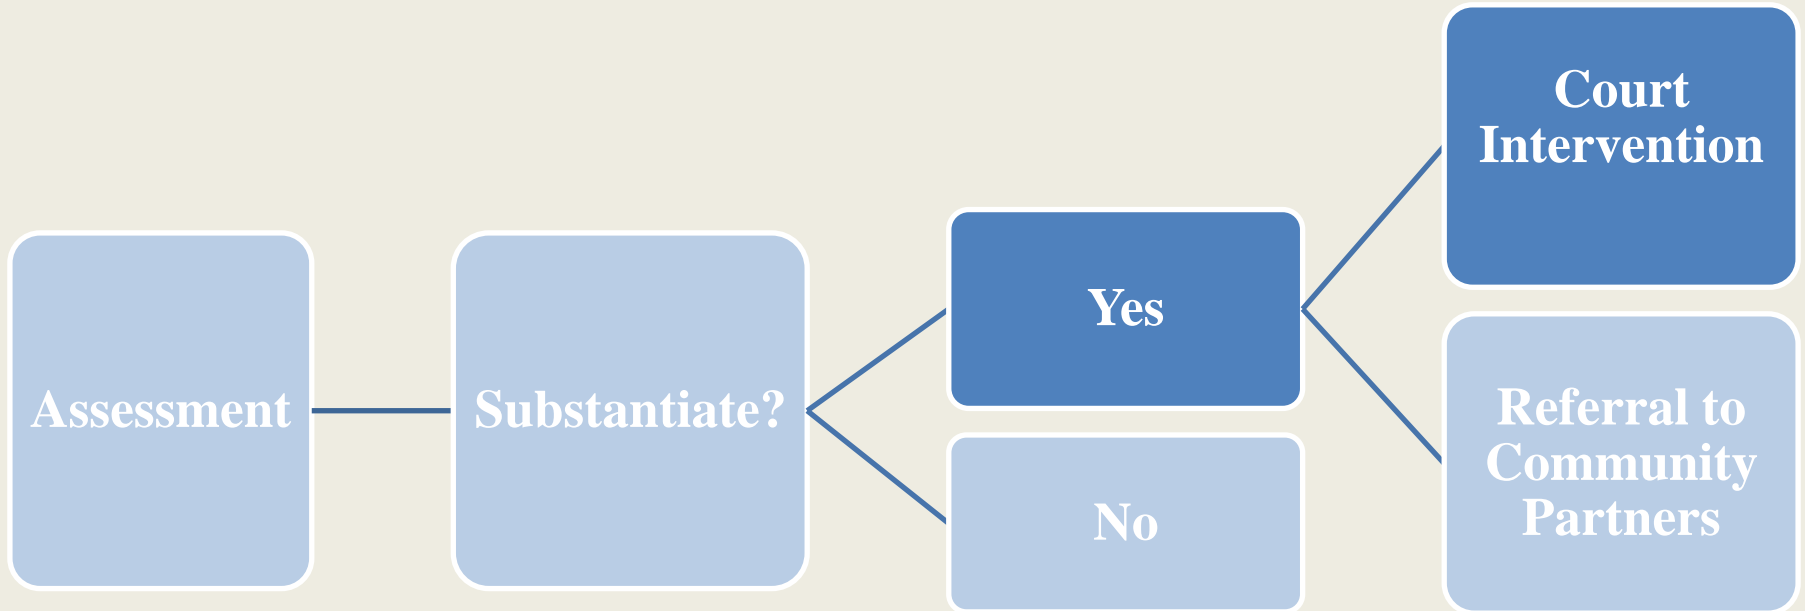 Assessment
Substantiate?
Yes
No
Court
Intervention
Referral to
Community
Partners